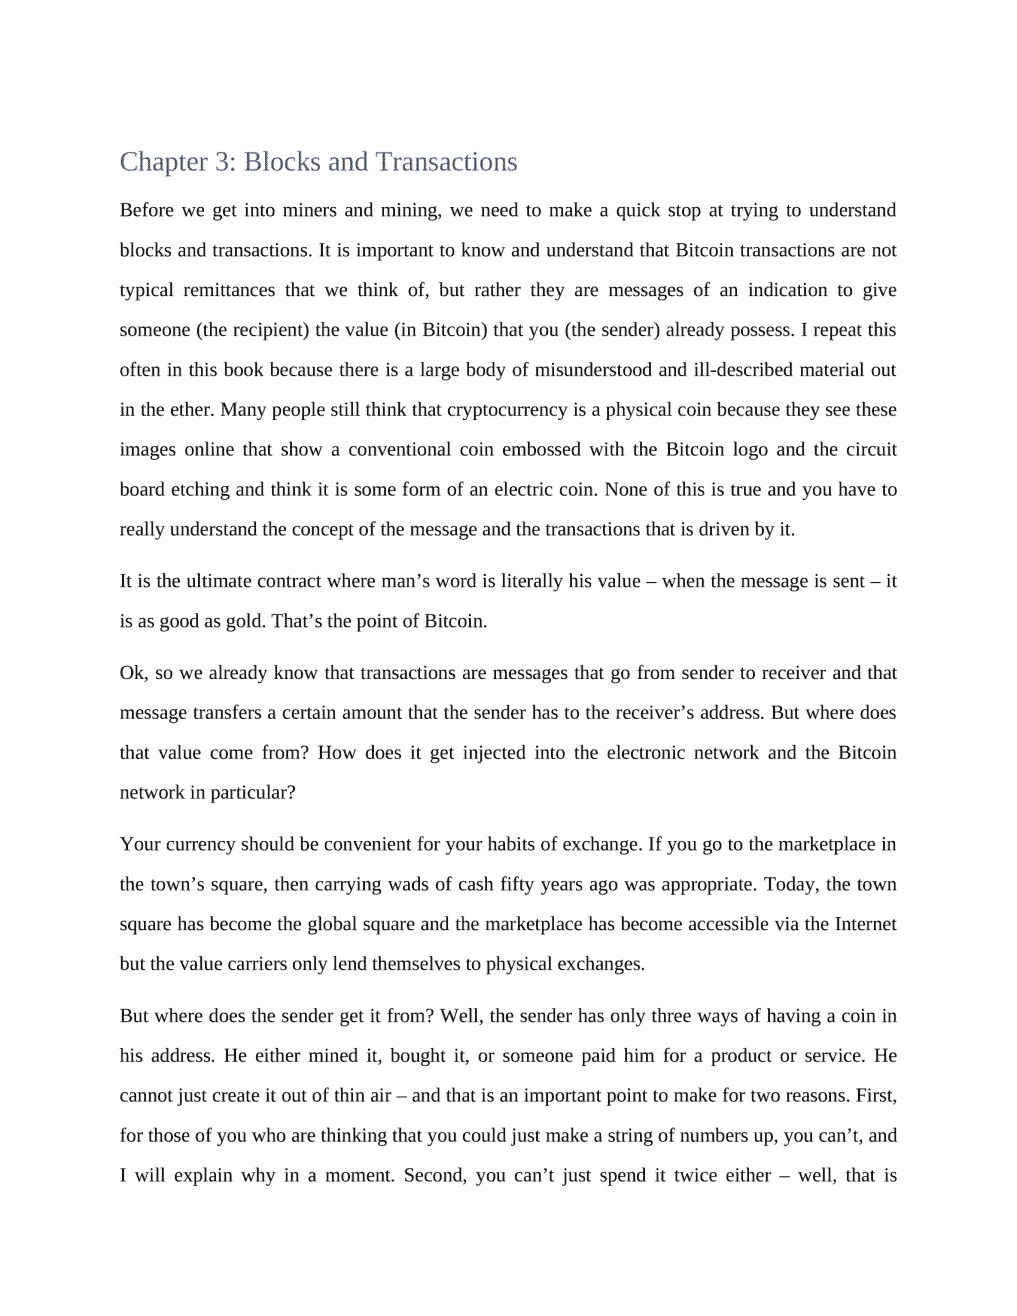 Chapter 3: Blocks and Transactions
Before we get into miners and mining, we need to make a quick stop at trying to understand
blocks and transactions. It is important to know and understand that Bitcoin transactions are not
typical remittances that we think of, but rather they are messages of an indication to give
someone (the recipient) the value (in Bitcoin) that you (the sender) already possess. I repeat this
often in this book because there is a large body of misunderstood and ill-described material out
in the ether. Many people still think that cryptocurrency is a physical coin because they see these
images online that show a conventional coin embossed with the Bitcoin logo and the circuit
board etching and think it is some form of an electric coin. None of this is true and you have to
really understand the concept of the message and the transactions that is driven by it.
It is the ultimate contract where man’s word is literally his value – when the message is sent – it
is as good as gold. That’s the point of Bitcoin.
Ok, so we already know that transactions are messages that go from sender to receiver and that
message transfers a certain amount that the sender has to the receiver’s address. But where does
that value come from? How does it get injected into the electronic network and the Bitcoin
network in particular?
Your currency should be convenient for your habits of exchange. If you go to the marketplace in
the town’s square, then carrying wads of cash fifty years ago was appropriate. Today, the town
square has become the global square and the marketplace has become accessible via the Internet
but the value carriers only lend themselves to physical exchanges.
But where does the sender get it from? Well, the sender has only three ways of having a coin in
his address. He either mined it, bought it, or someone paid him for a product or service. He
cannot just create it out of thin air – and that is an important point to make for two reasons. First,
for those of you who are thinking that you could just make a string of numbers up, you can’t, and
I will explain why in a moment. Second, you can’t just spend it twice either – well, that is